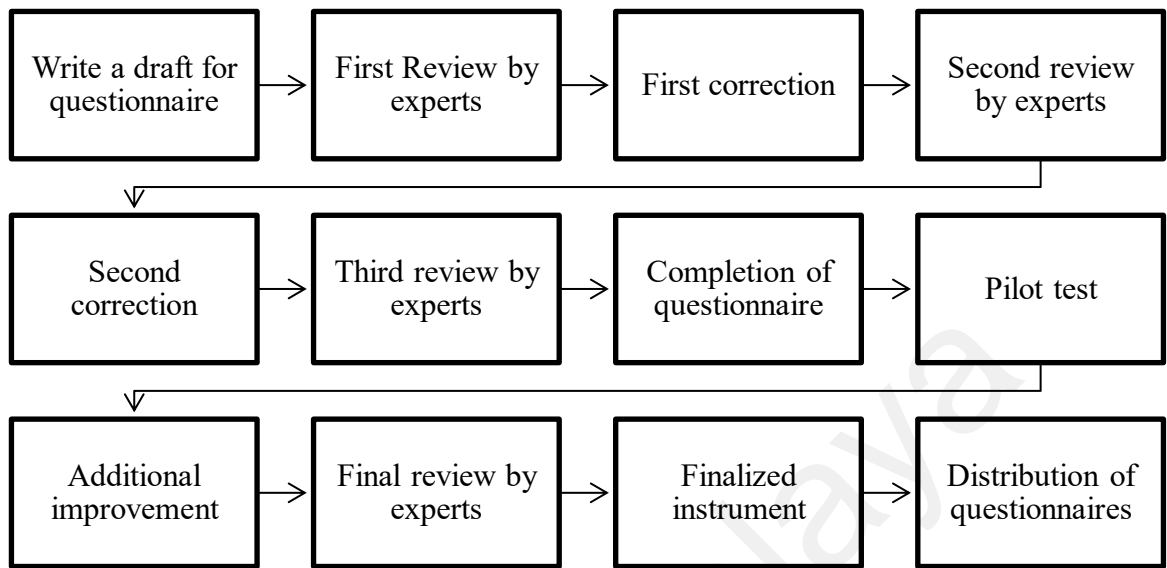 Write a draft for
questionnaire
First Review by
experts
First correction
Second review
by experts
Second
correction
Third review by
experts
Completion of
questionnaire
Pilot test
Additional
improvement
Final review by
experts
Finalized
instrument
Distribution of
questionnaires
laya